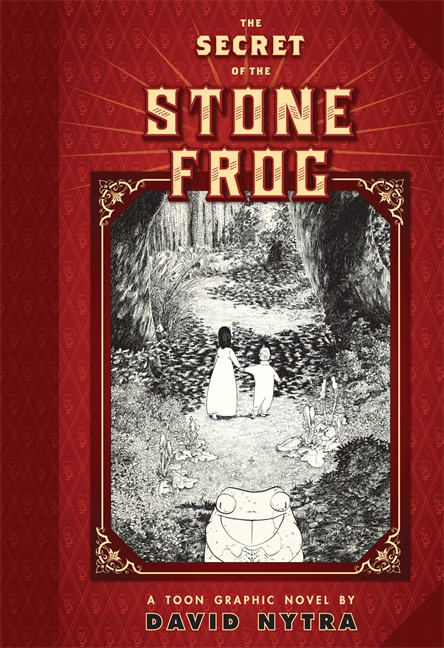 THE
SECRET
OF THE
STONE
FROG
A TOON GRAPHIC NOVEL BY
DAVID NYTRA